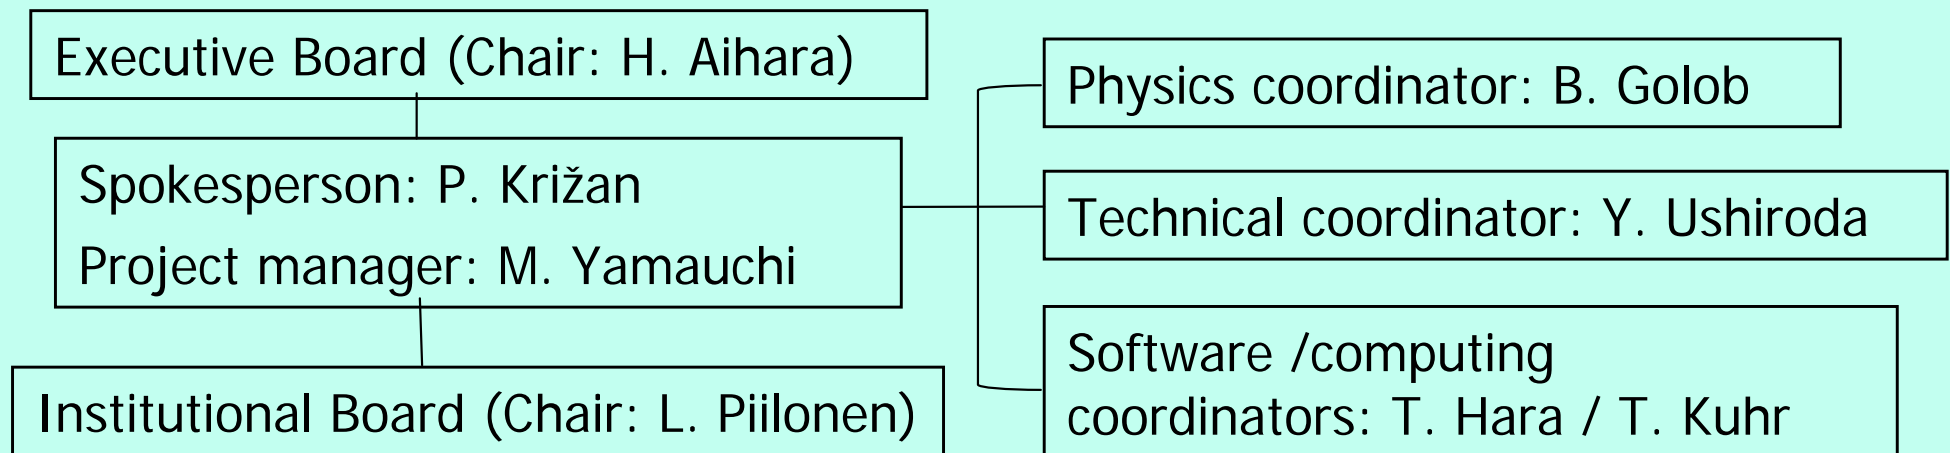 Executive Board (Chair: H. Aihara)
Spokesperson: P. Križan
Project manager: M. Yamauchi
Institutional Board (Chair: L. Piilonen)
Physics coordinator: B. Golob
Technical coordinator: Y. Ushiroda
Software /computing
coordinators: T. Hara / T. Kuhr